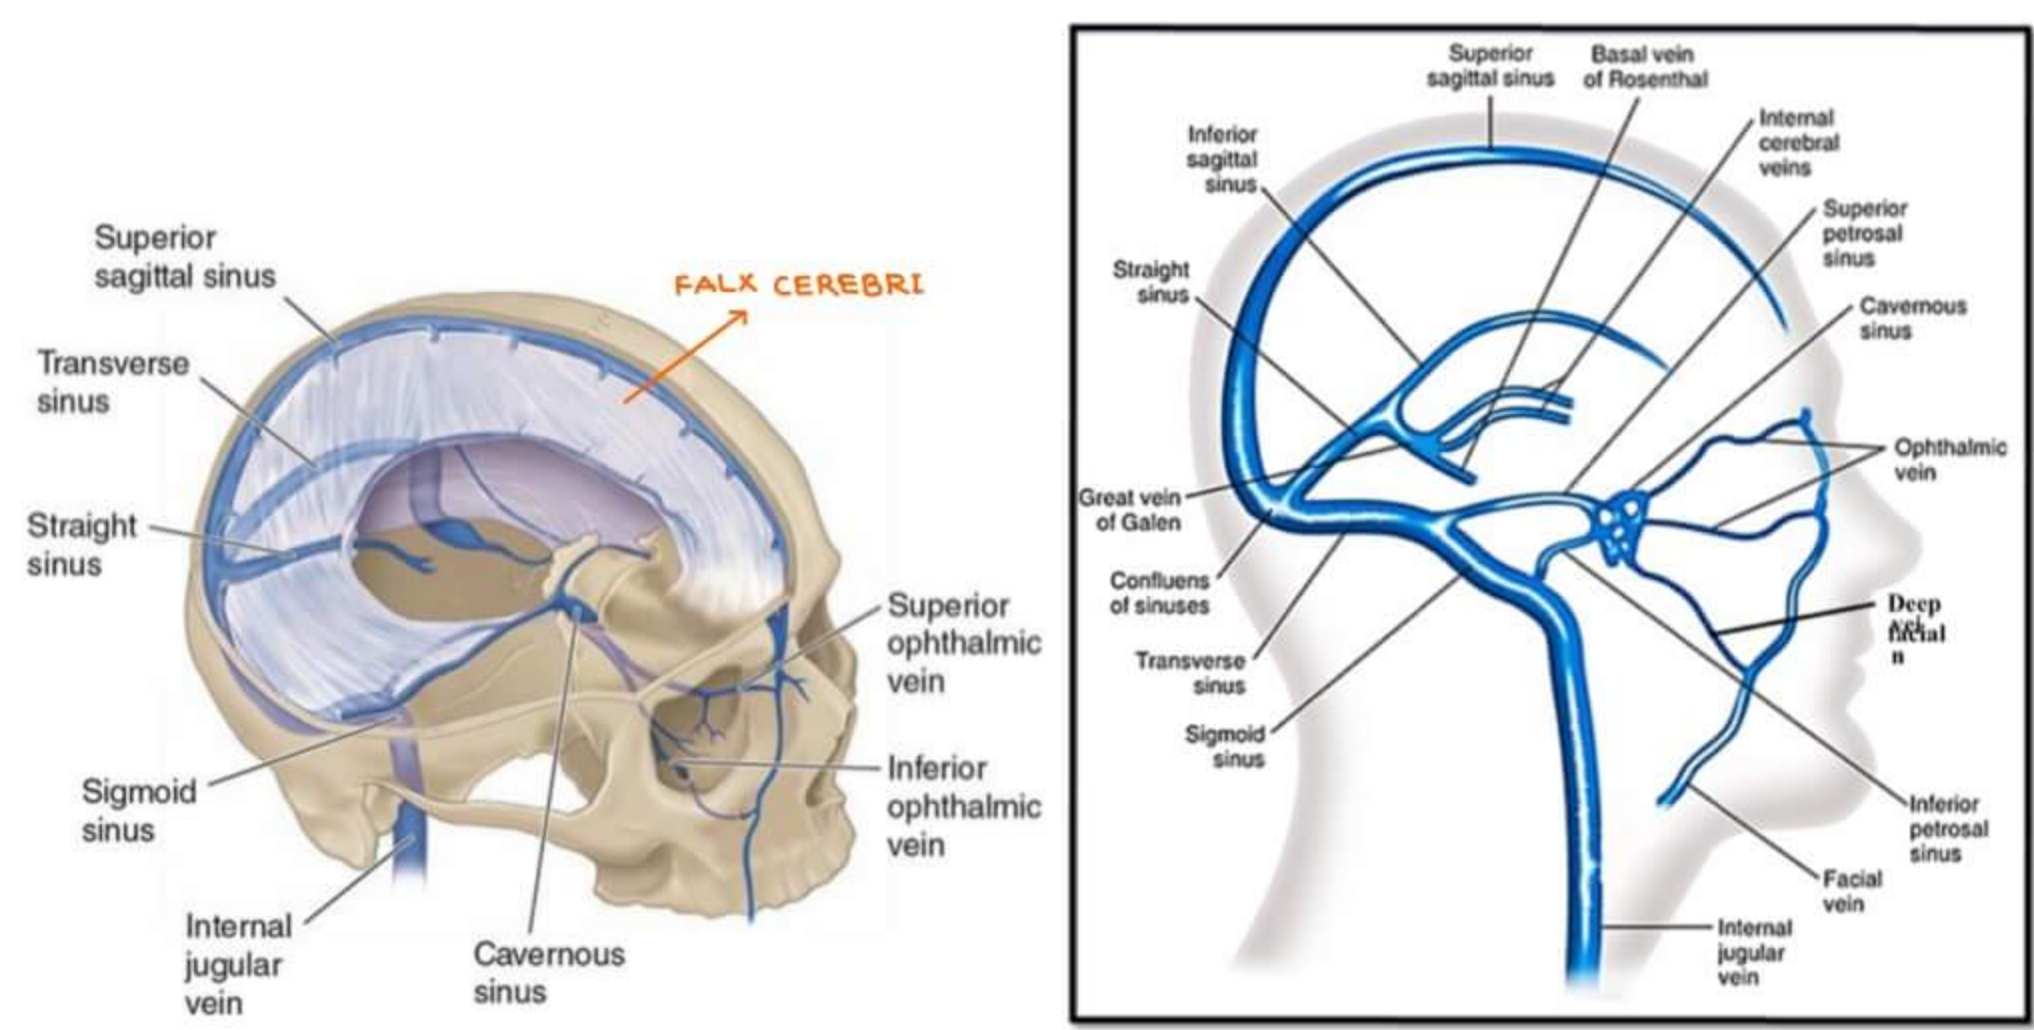 Superior
sagittal sinus
FALX CEREBRI
Transverse
sinus
Straight
sinus
Superior
ophthalmic
vein
Inferior
ophthalmic
vein
Sigmoid
sinus
Internal
jugular
vein
Cavernous
sinus
Superior
sagittal sinus
Basal vein
of Rosenthal
Internal
cerebral
veins
Inferior
sagittal
sinus
Superior
petrosal
sinus
Straight
sinus
Cavernous
sinus
Ophthalmic
vein
Great vein
of Galen
Confluens
of sinuses
Deep
facial
n
Transverse
sinus
Sigmoid
sinus
Inferior
petrosal
sinus
Facial
vein
Internal
jugular
vein